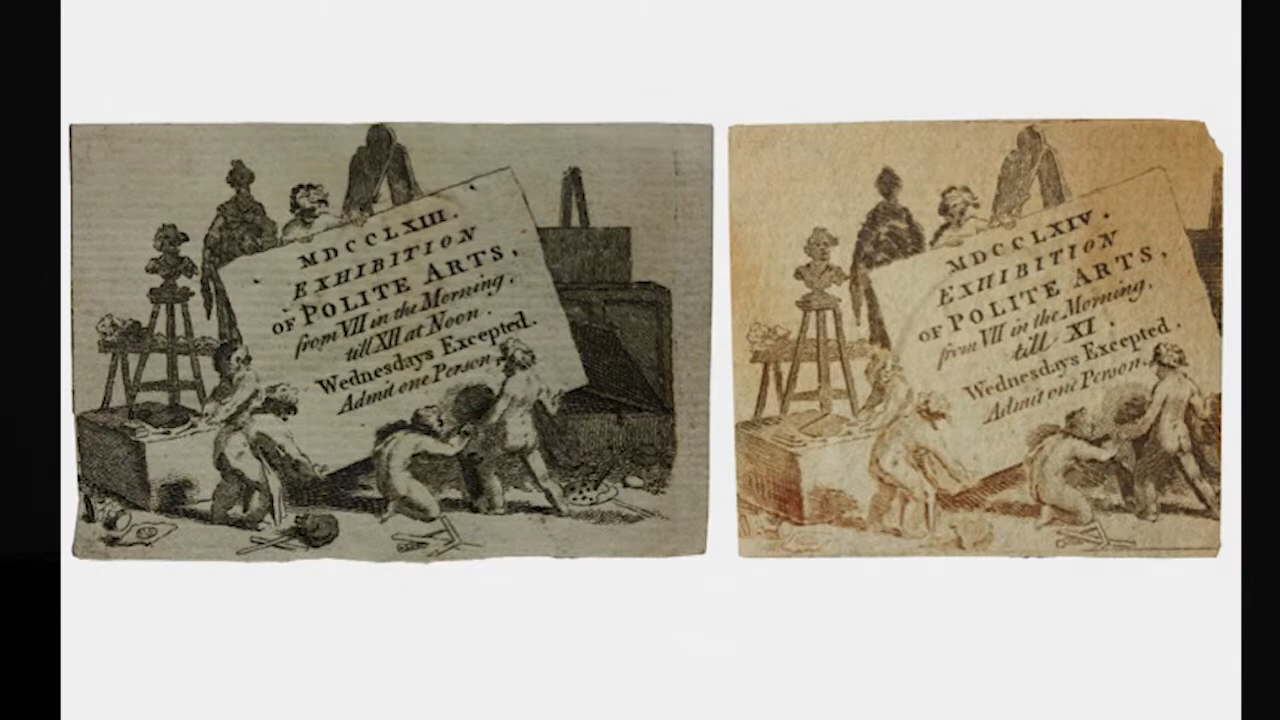 MDCCLXIII.
EXHIBITION
OF POLITE ARTS,
from VII in the Morning,
till XII at Noon.
Wednesdays Excepted.
Admit one Person.
MDCCLXIV.
EXHIBITION
OF POLITE ARTS,
from VII in the Morning.
till XI.
Wednesdays Excepted.
Admit one Person.